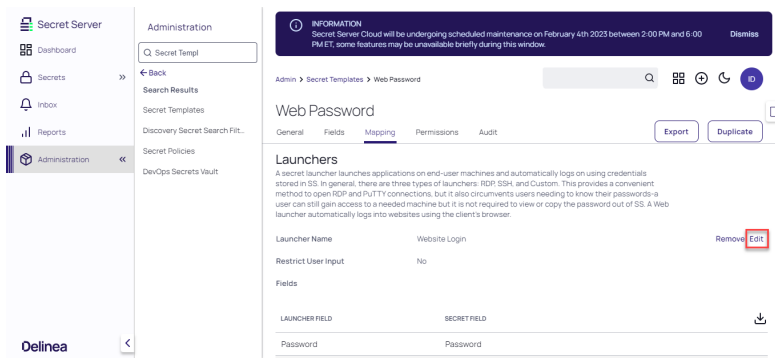 Secret Server
Dashboard
Secrets
Inbox
Reports
Administration
Delinea
Administration
Secret Templ
Back
Search Results
Secret Templates
Discovery Secret Search Filt...
Secret Policies
DevOps Secrets Vault
INFORMATION
Secret Server Cloud will be undergoing scheduled maintenance on February 4th 2023 between 2:00 PM and 6:00
PM ET, some features may be unavailable briefly during this window.
Dismiss
Admin > Secret Templates > Web Password
ID
Web Password
General Fields Mapping Permissions Audit
Export Duplicate
Launchers
A secret launcher launches applications on end-user machines and automatically logs on using credentials
stored in SS. In general, there are three types of launchers: RDP, SSH, and Custom. This provides a convenient
method to open RDP and PuTTY connections, but it also circumvents users needing to know their passwords-a
user can still gain access to a needed machine but it is not required to view or copy the password out of SS. A Web
launcher automatically logs into websites using the client's browser.
Launcher Name Website Login Remove Edit
Restrict User Input No
Fields
LAUNCHER FIELD SECRET FIELD
Password Password